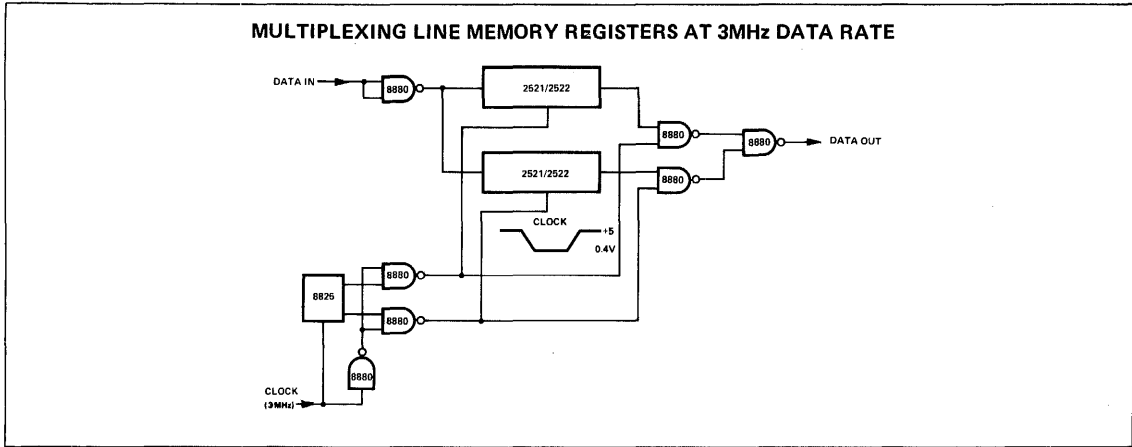 MULTIPLEXING LINE MEMORY REGISTERS AT 3MHz DATA RATE
DATA IN
8880
2521/2522
8880
8880
DATA OUT
2521/2522
8880
CLOCK
+5
0.4V
8880
8826
8880
8880
CLOCK
(3MHz)